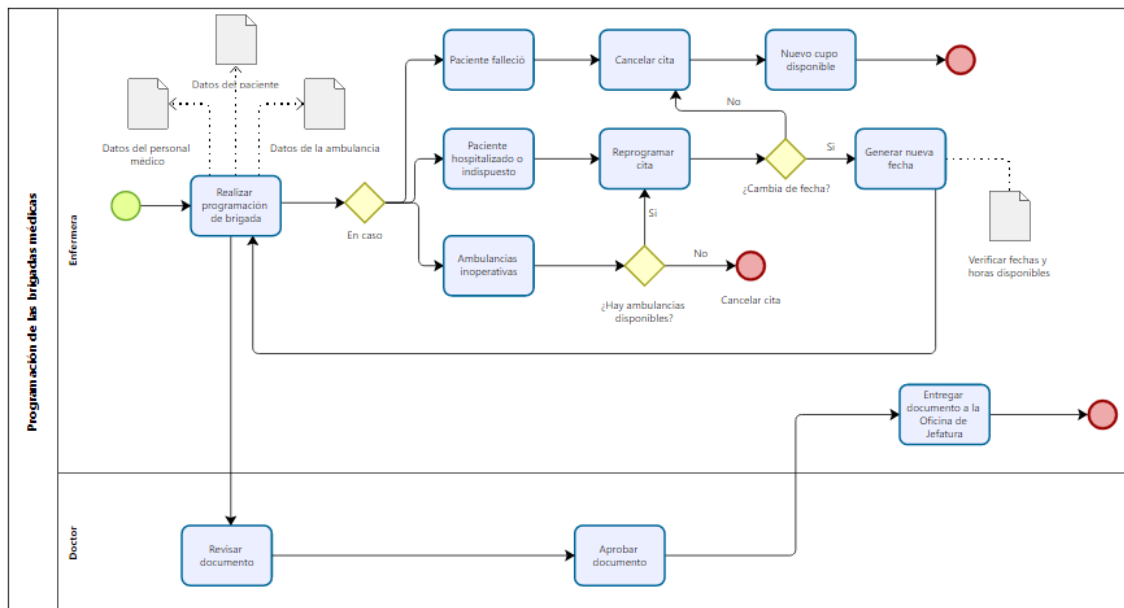 Programación de las brigadas médicas
Enfermera
Doctor
Datos del paciente
Datos del personal
médico
Datos de la ambulancia
Realizar
programación
de brigada
En caso
Paciente falleció
Cancelar cita
Nuevo cupo
disponible
No
Paciente
hospitalizado o
indispuesto
Reprogramar
cita
¿Cambia de fecha?
Si
Generar nueva
fecha
Verificar fechas y
horas disponibles
Si
Ambulancias
inoperativas
¿Hay ambulancias
disponibles?
No
Cancelar cita
Entregar
documento a la
Oficina de
Jefatura
Revisar
documento
Aprobar
documento